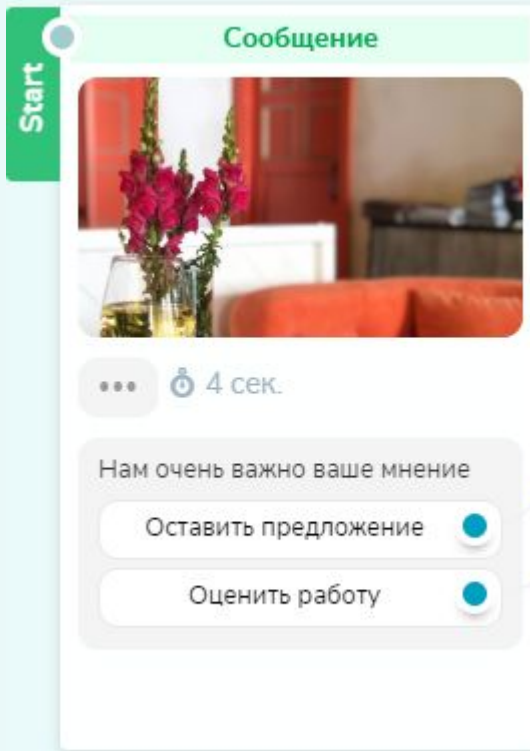 Start
Сообщение
4 сек.
Нам очень важно ваше мнение
Оставить предложение
Оценить работу